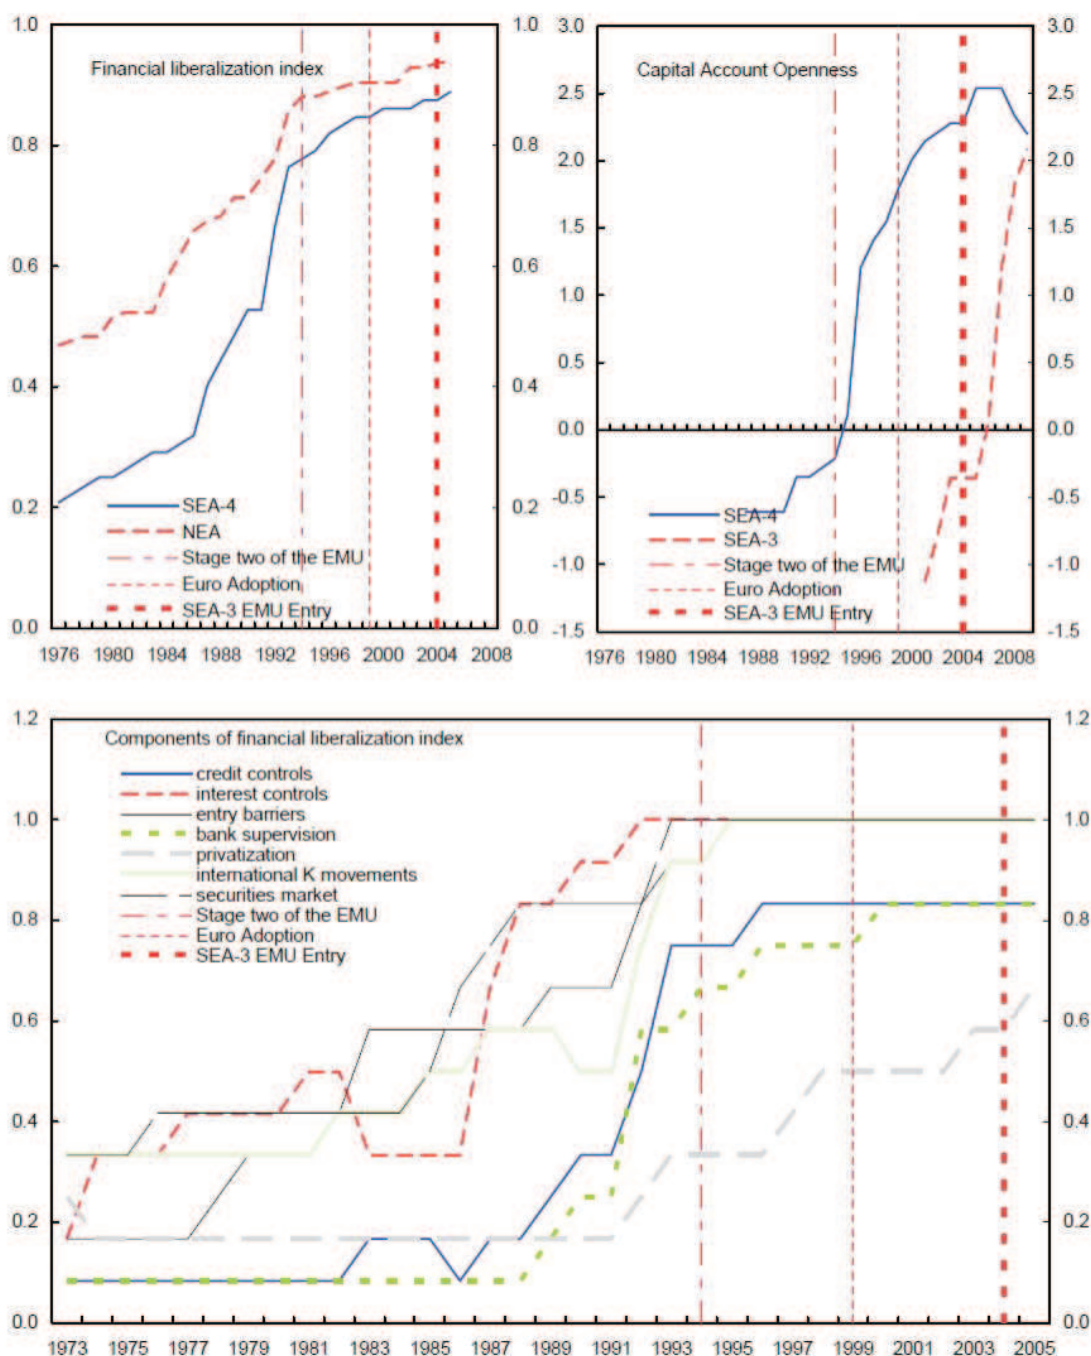 1.0 1.0
Financial liberalization index
0.8 0.8
0.6 0.6
0.4 0.4
0.2 0.2
0.0 0.0
SEA-4
NEA
Stage two of the EMU
Euro Adoption
SEA-3 EMU Entry
1976 1980 1984 1988 1992 1996 2000 2004 2008
3.0 3.0
Capital Account Openness
2.5 2.5
2.0 2.0
1.5 1.5
1.0 1.0
0.5 0.5
0.0 0.0
-0.5 -0.5
-1.0 -1.0
-1.5 -1.5
SEA-4
SEA-3
Stage two of the EMU
Euro Adoption
SEA-3 EMU Entry
1976 1980 1984 1988 1992 1996 2000 2004 2008
1.2 1.2
Components of financial liberalization index
credit controls
interest controls
entry barriers
bank supervision
privatization
international K movements
securities market
Stage two of the EMU
Euro Adoption
SEA-3 EMU Entry
1.0 1.0
0.8 0.8
0.6 0.6
0.4 0.4
0.2 0.2
0.0 0.0
1973 1975 1977 1979 1981 1983 1985 1987 1989 1991 1993 1995 1997 1999 2001 2003 2005